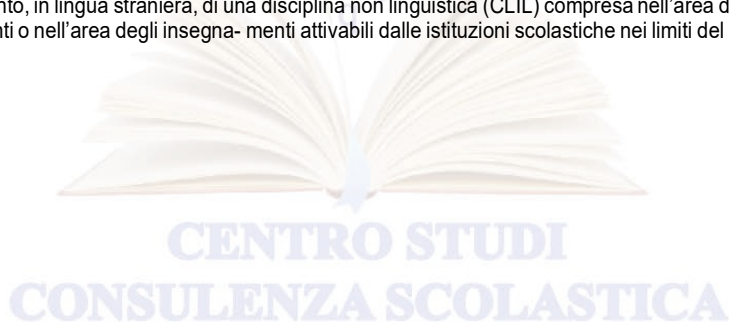 nto, in lingua straniera, di una disciplina non linguistica (CLIL) compresa nell'area d
nti o nell'area degli insegna- menti attivabili dalle istituzioni scolastiche nei limiti del
CENTRO STUDI
CONSULENZA SCOLASTICA